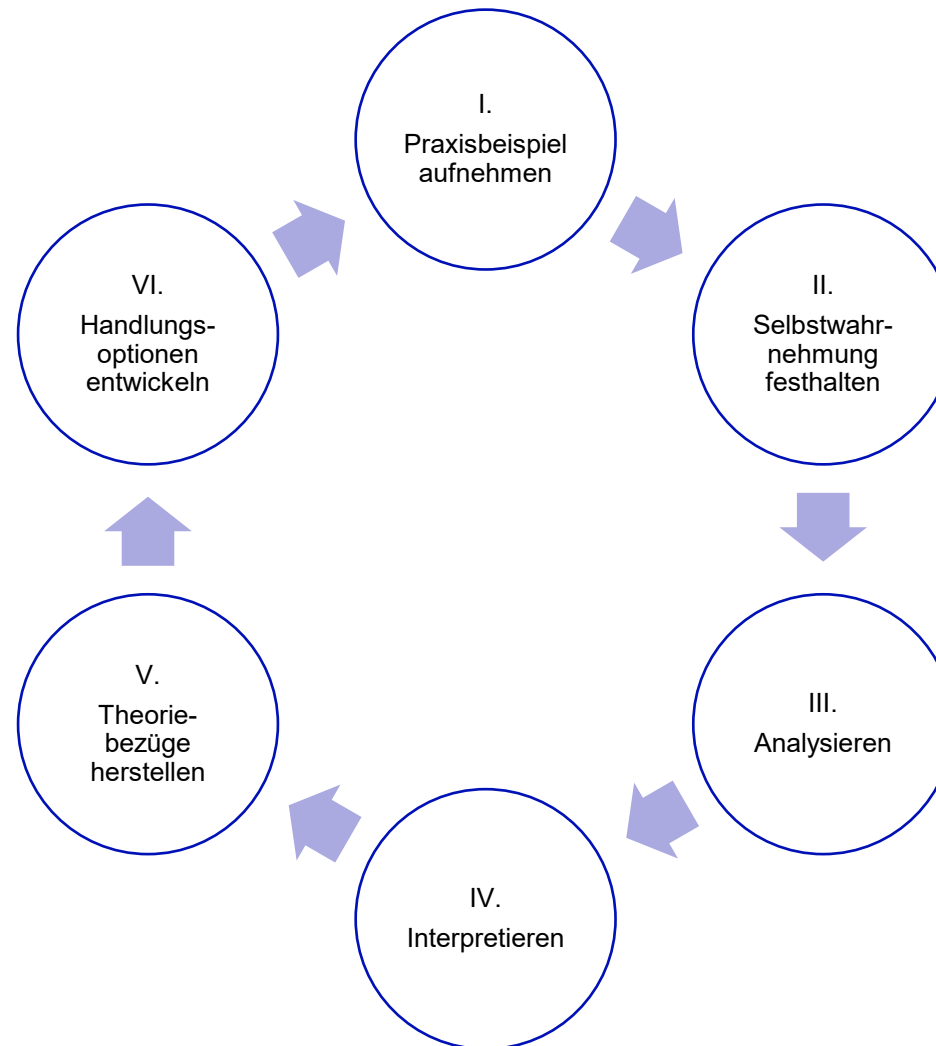 I.
Praxisbeispiel
aufnehmen
II.
Selbstwahr-
nehmung
festhalten
III.
Analysieren
IV.
Interpretieren
V.
Theorie-
bezüge
herstellen
VI.
Handlungs-
optionen
entwickeln